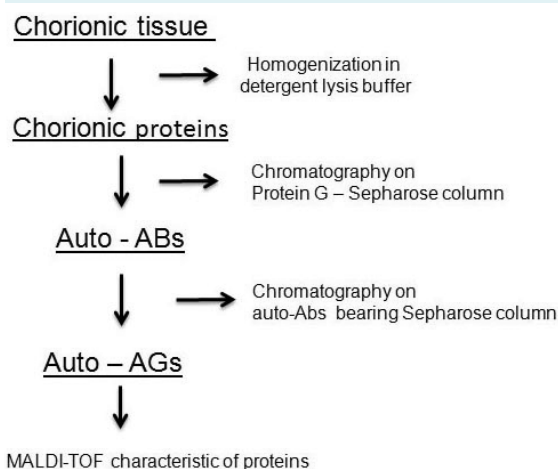 Chorionic tissue
Homogenization in
detergent lysis buffer
Chorionic proteins
Chromatography on
Protein G – Sepharose column
Auto - ABs
Chromatography on
auto-Abs bearing Sepharose column
Auto – AGs
MALDI-TOF characteristic of proteins